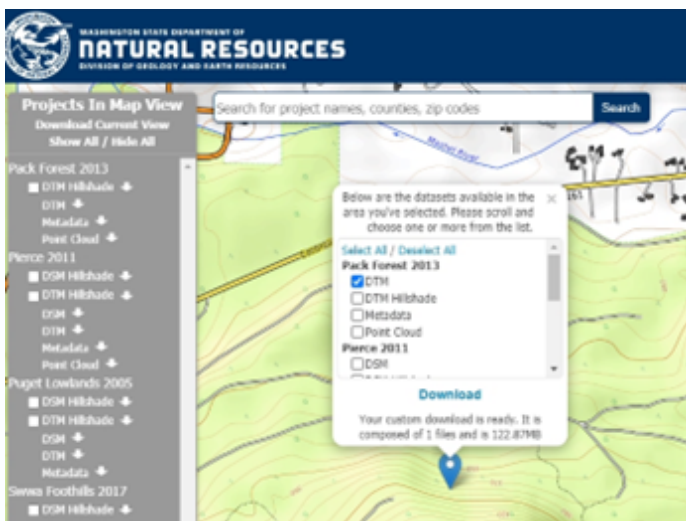 WASHINGTON STATE DEPARTMENT OF
NATURAL RESOURCES
DIVISION OF GEOLOGY AND EARTH RESOURCES
Projects In Map View
Download Current View
Show All / Hide All
Search for project names, counties, zip codes
Search
Pack Forest 2013
DTM Hillshade
DTM
Metadata
Point Cloud
Pierce 2011
DSM Hillshade
DTM Hillshade
DSM
DTM
Metadata
Point Cloud
Puget Lowlands 2005
DSM Hillshade
DTM Hillshade
DSM
DTM
Metadata
Swwa Foothills 2017
DSM Hillshade
Mashel River
161
Below are the datasets available in the
area you've selected. Please scroll and
choose one or more from the list.
Select All / Deselect All
Pack Forest 2013
DTM
DTM Hillshade
Metadata
Point Cloud
Pierce 2011
DSM
Download
Your custom download is ready. It is
composed of 1 files and is 122.87MB